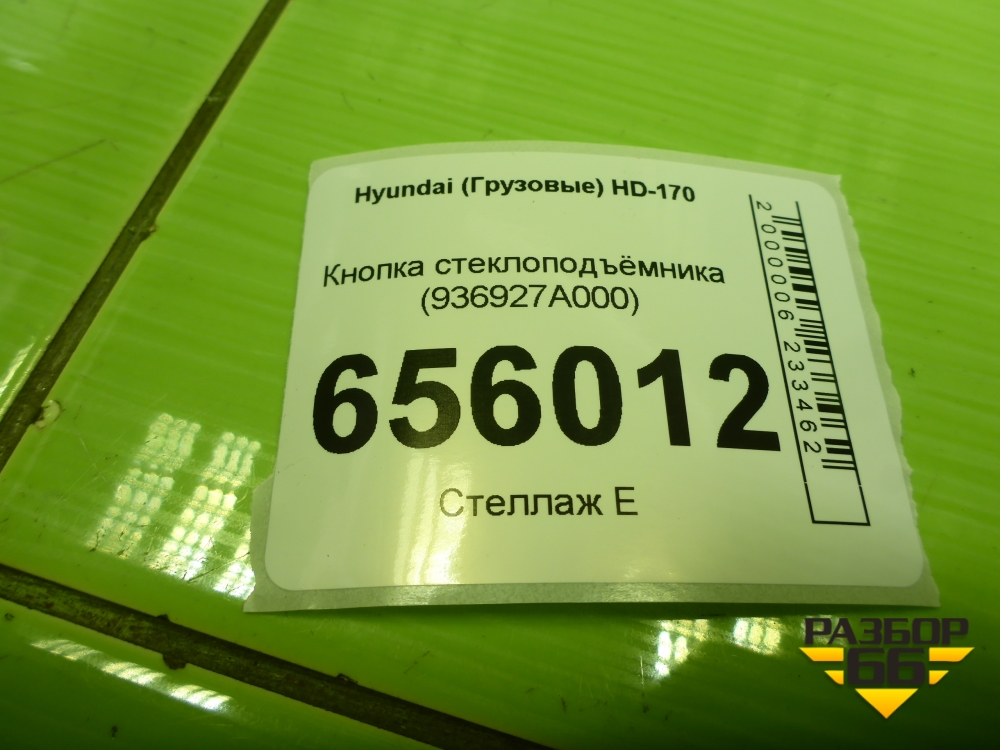 Hyundai (Грузовые) HD-170
Кнопка стеклоподъёмника
(936927A000)
656012
Стеллаж Е
2000006233462
РАЗБОР
66